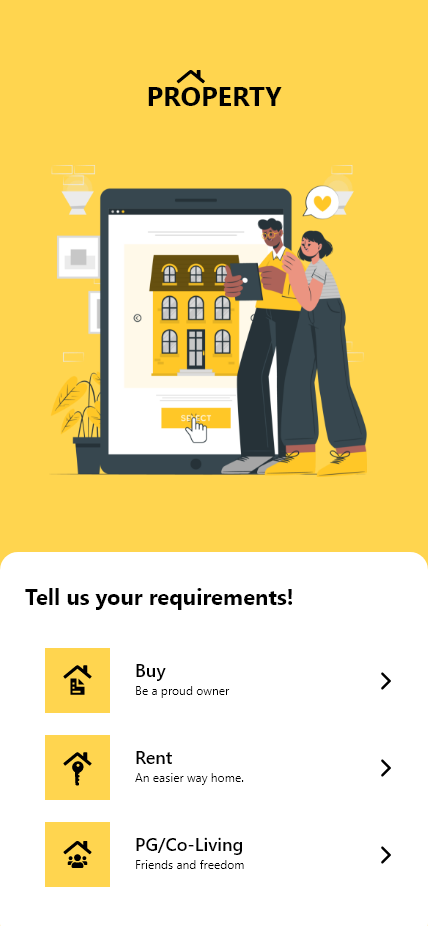 PROPERTY
SELECT
Tell us your requirements!
Buy
Be a proud owner
Rent
An easier way home.
PG/Co-Living
Friends and freedom